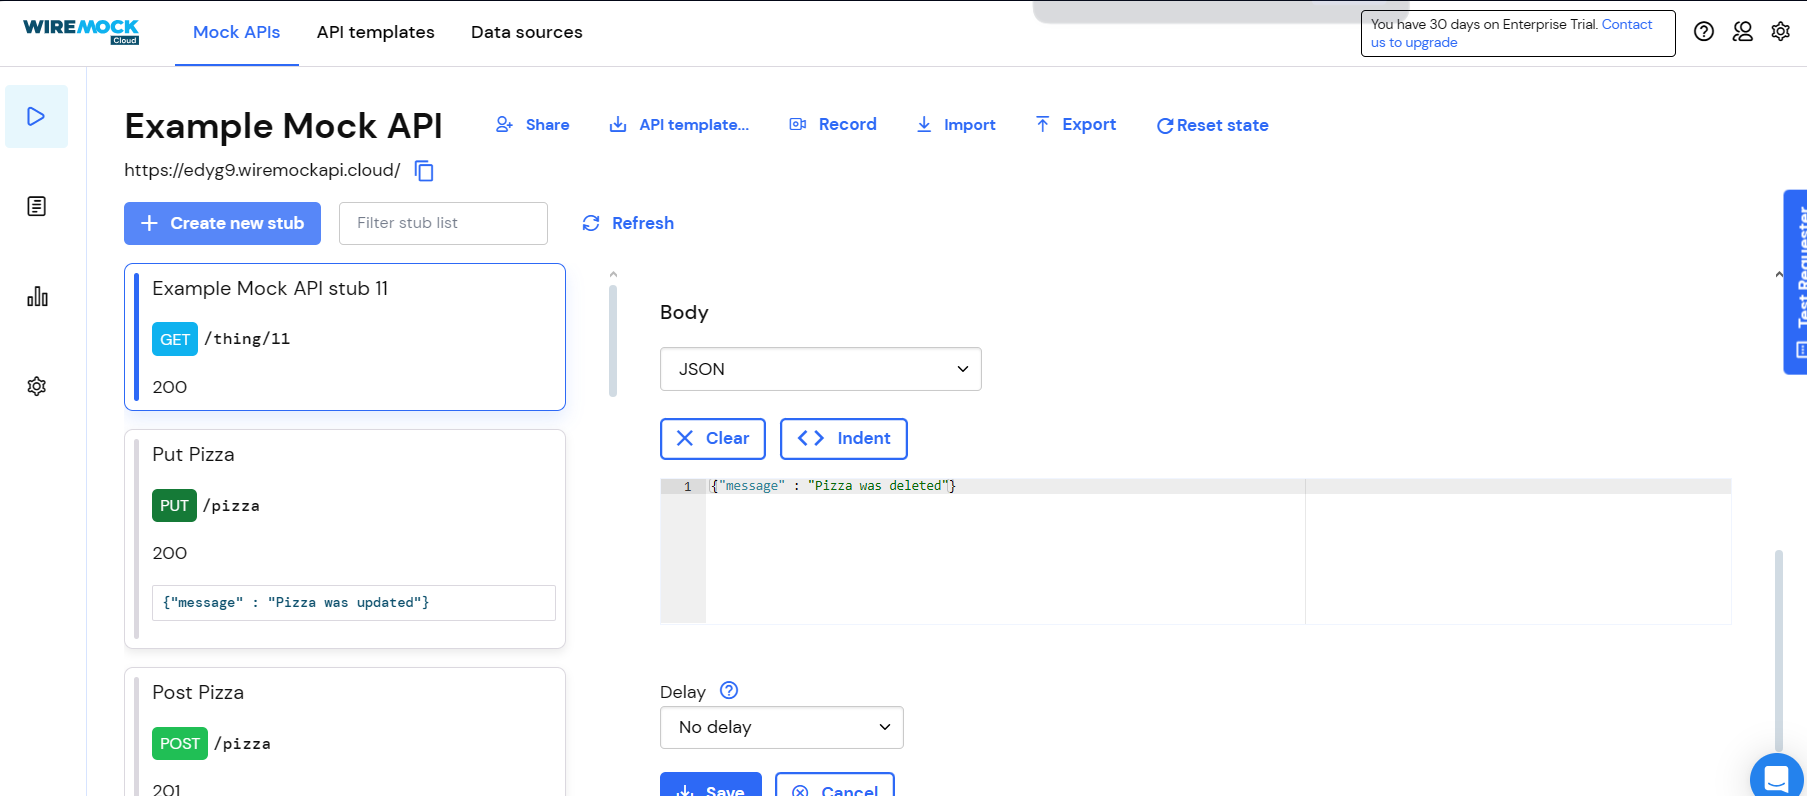 WIREMOCK
Cloud
Mock APIs
API templates
Data sources
You have 30 days on Enterprise Trial. Contact
us to upgrade
Example Mock API
Share
API template...
Record
Import
Export
Reset state
https://edyg9.wiremockapi.cloud/
Create new stub
Filter stub list
Refresh
Example Mock API stub 11
GET /thing/11
200
Put Pizza
PUT /pizza
200
{"message" : "Pizza was updated"}
Post Pizza
POST /pizza
201
Body
JSON
Clear
Indent
1 {"message" : "Pizza was deleted"}
Delay
No delay
Save
Cancel
Test Requester